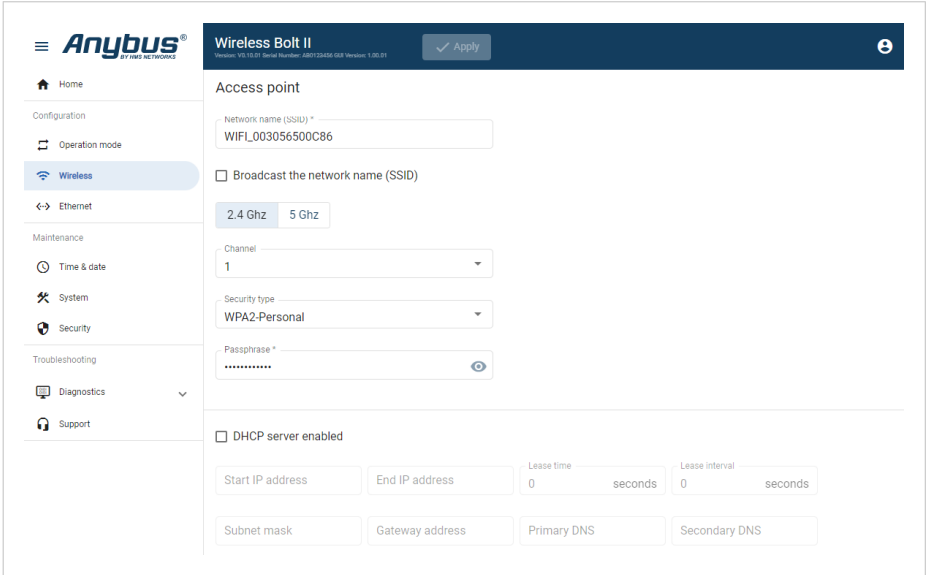 Anybus®
BY HMS NETWORKS
Home
Configuration
Operation mode
Wireless
Ethernet
Maintenance
Time & date
System
Security
Troubleshooting
Diagnostics
Support
Wireless Bolt II
Version: V0.10.01 Serial Number: AB0123456 GUI Version: 1.00.01
Apply
Access point
Network name (SSID) *
WIFI_003056500C86
Broadcast the network name (SSID)
2.4 Ghz 5 Ghz
Channel
1
Security type
WPA2-Personal
Passphrase *
••••••••••••
DHCP server enabled
Start IP address End IP address Lease time 0 seconds Lease interval 0 seconds
Subnet mask Gateway address Primary DNS Secondary DNS